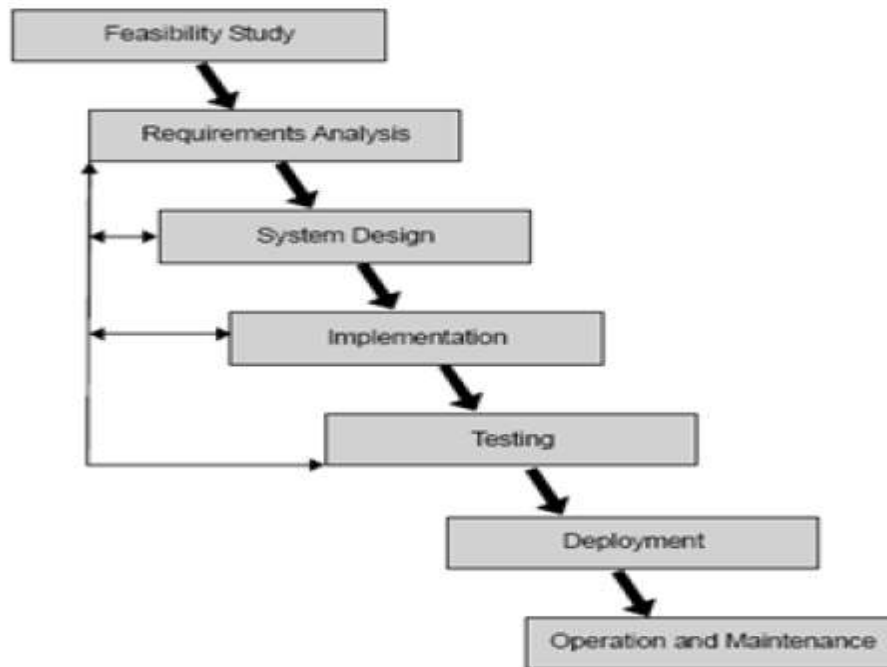 Feasibility Study
Requirements Analysis
System Design
Implementation
Testing
Deployment
Operation and Maintenance